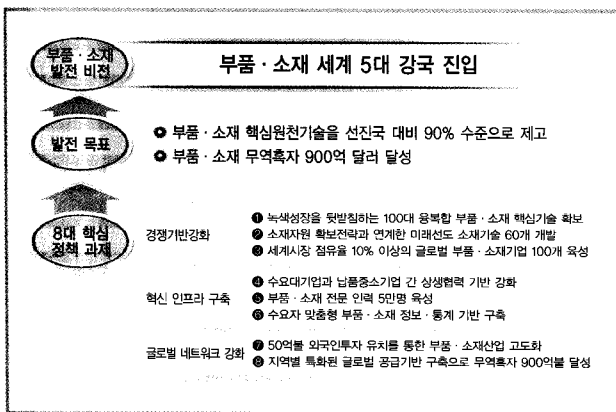 부품 · 소재
발전 비전
부품 · 소재 세계 5대 강국 진입
발전 목표
부품 · 소재 핵심원천기술을 선진국 대비 90% 수준으로 제고
부품 · 소재 무역흑자 900억 달러 달성
8대 핵심
정책 과제
경쟁기반강화
❶ 녹색성장을 뒷받침하는 100대 융복합 부품 · 소재 핵심기술 확보
❷ 소재자원 확보전략과 연계한 미래선도 소재기술 60개 개발
❸ 세계시장 점유율 10% 이상의 글로벌 부품 · 소재기업 100개 육성
혁신 인프라 구축
❹ 수요대기업과 납품중소기업 간 상생협력 기반 강화
❺ 부품 · 소재 전문 인력 5만명 육성
❻ 수요자 맞춤형 부품 · 소재 정보 · 통계 기반 구축
글로벌 네트워크 강화
❼ 50억불 외국인투자 유치를 통한 부품 · 소재산업 고도화
❽ 지역별 특화된 글로벌 공급기반 구축으로 무역흑자 900억불 달성